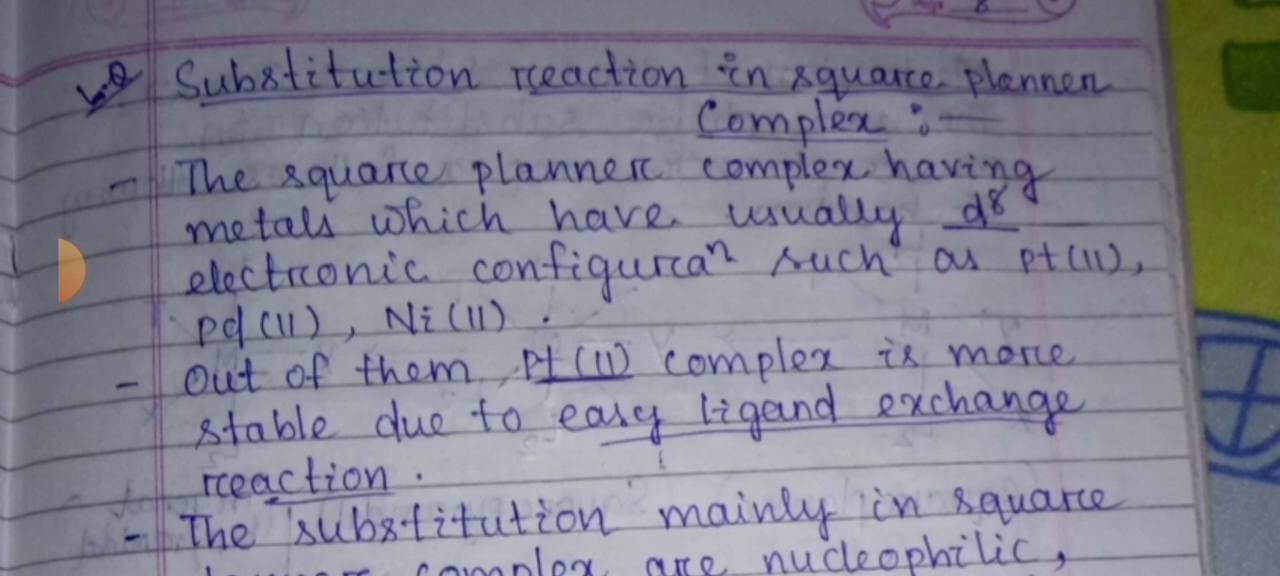 L.Q Substitution reaction in square planner
Complex :-
- The square planner complex having
metals which have usually d⁸
electronic configuraⁿ such as pt(II),
pd(II), Ni(II).
- Out of them pt(II) complex is more
stable due to easy ligand exchange
reaction.
- The substitution mainly in square
complex are nucleophilic,